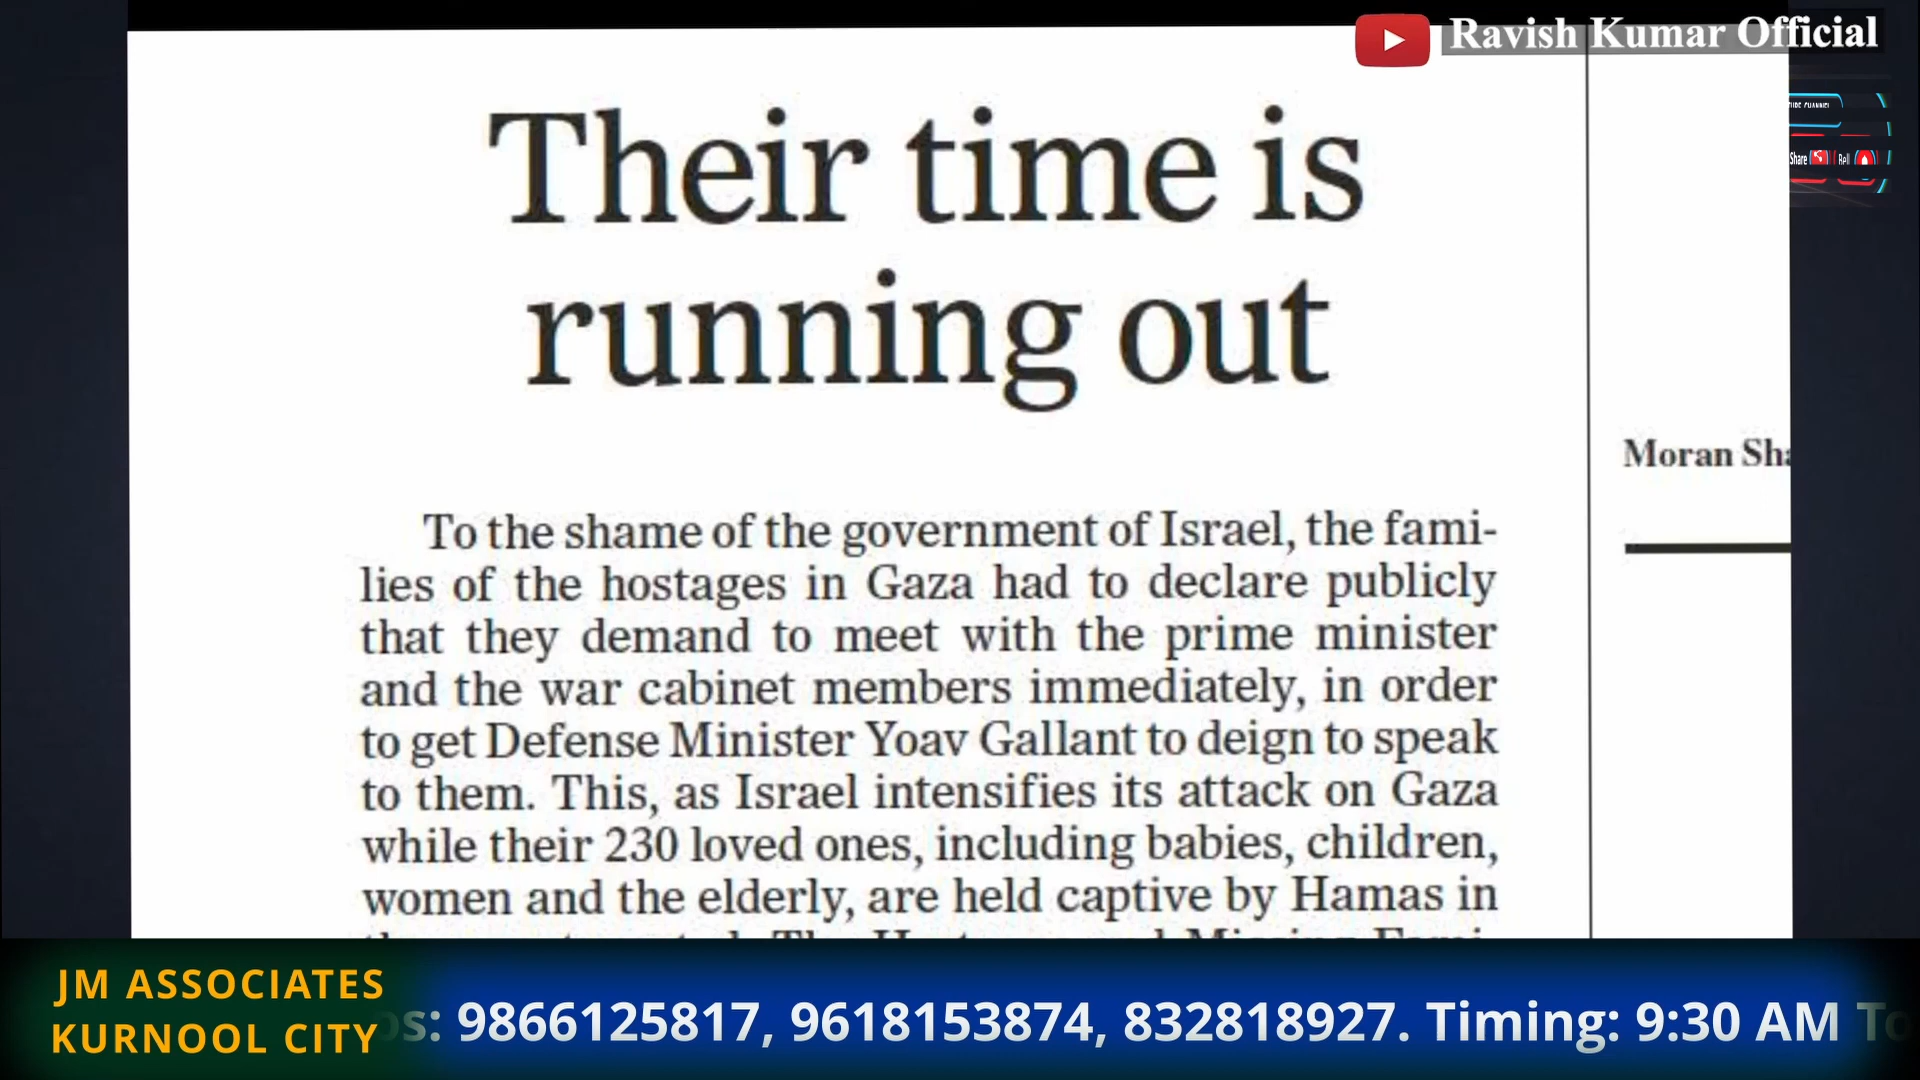 Ravish Kumar Official
Their time is
running out
To the shame of the government of Israel, the fami-
lies of the hostages in Gaza had to declare publicly
that they demand to meet with the prime minister
and the war cabinet members immediately, in order
to get Defense Minister Yoav Gallant to deign to speak
to them. This, as Israel intensifies its attack on Gaza
while their 230 loved ones, including babies, children,
women and the elderly, are held captive by Hamas in
Moran
Share
Bell
JM ASSOCIATES
KURNOOL CITY
: 9866125817, 9618153874, 832818927. Timing: 9:30 AM To